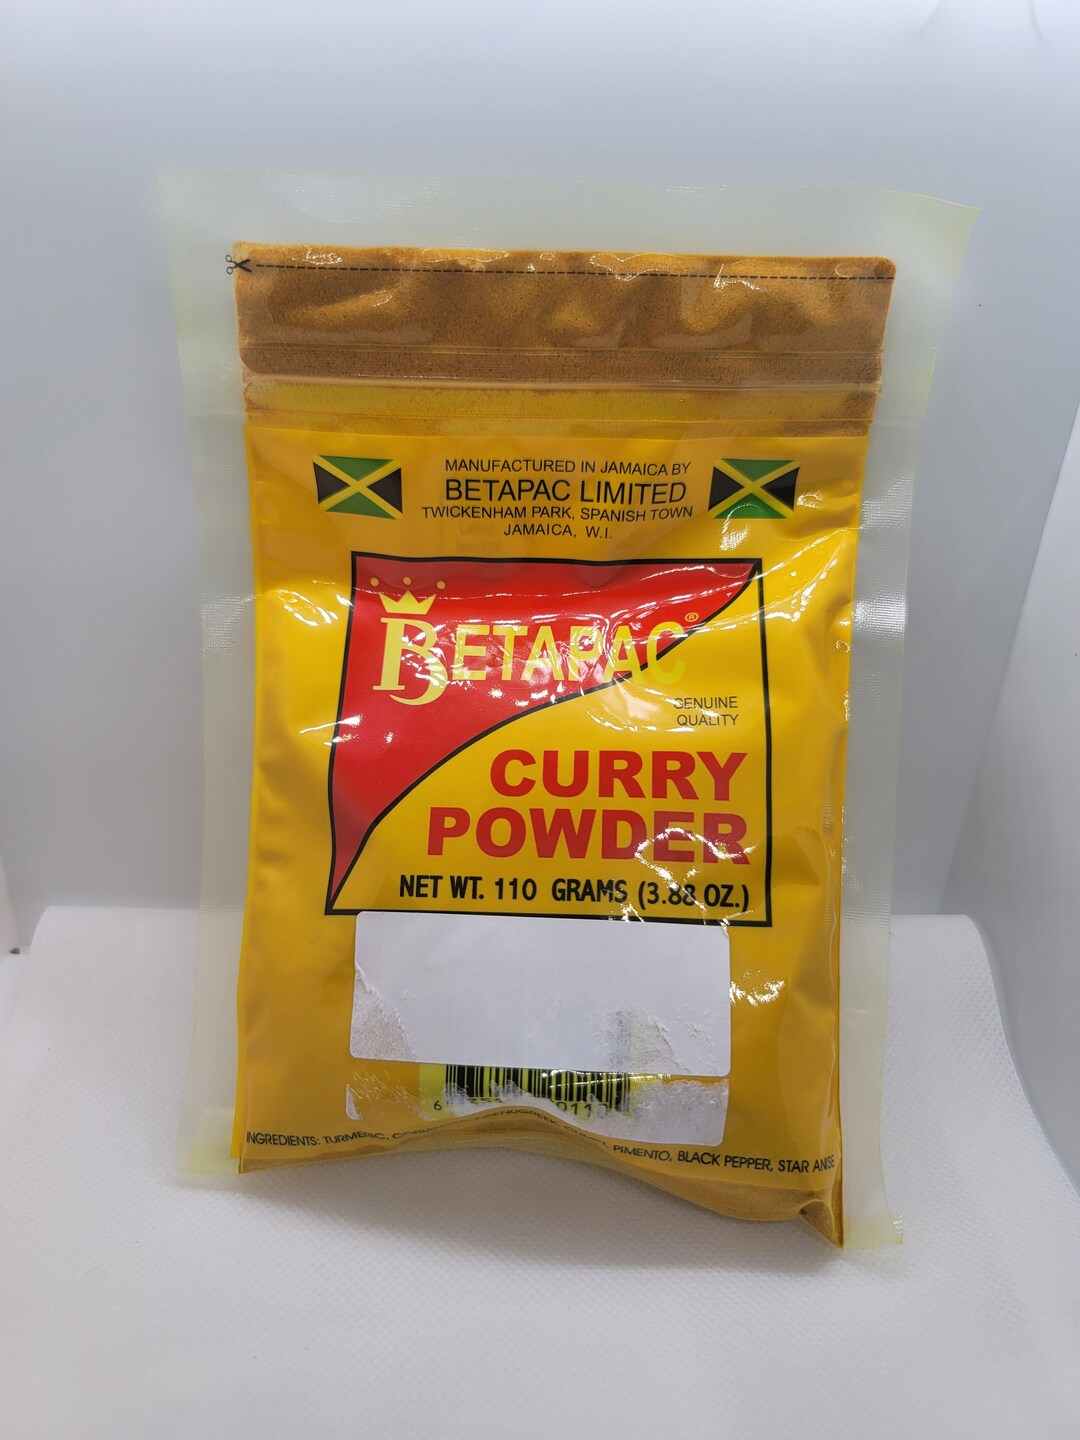 MANUFACTURED IN JAMAICA BY
BETAPAC LIMITED
TWICKENHAM PARK, SPANISH TOWN
JAMAICA, W.I.
BETAPAC®
GENUINE
QUALITY
CURRY
POWDER
NET WT. 110 GRAMS (3.88 OZ.)
INGREDIENTS: TURMERIC, FENUGREEK, PIMENTO, BLACK PEPPER, STAR ANISE